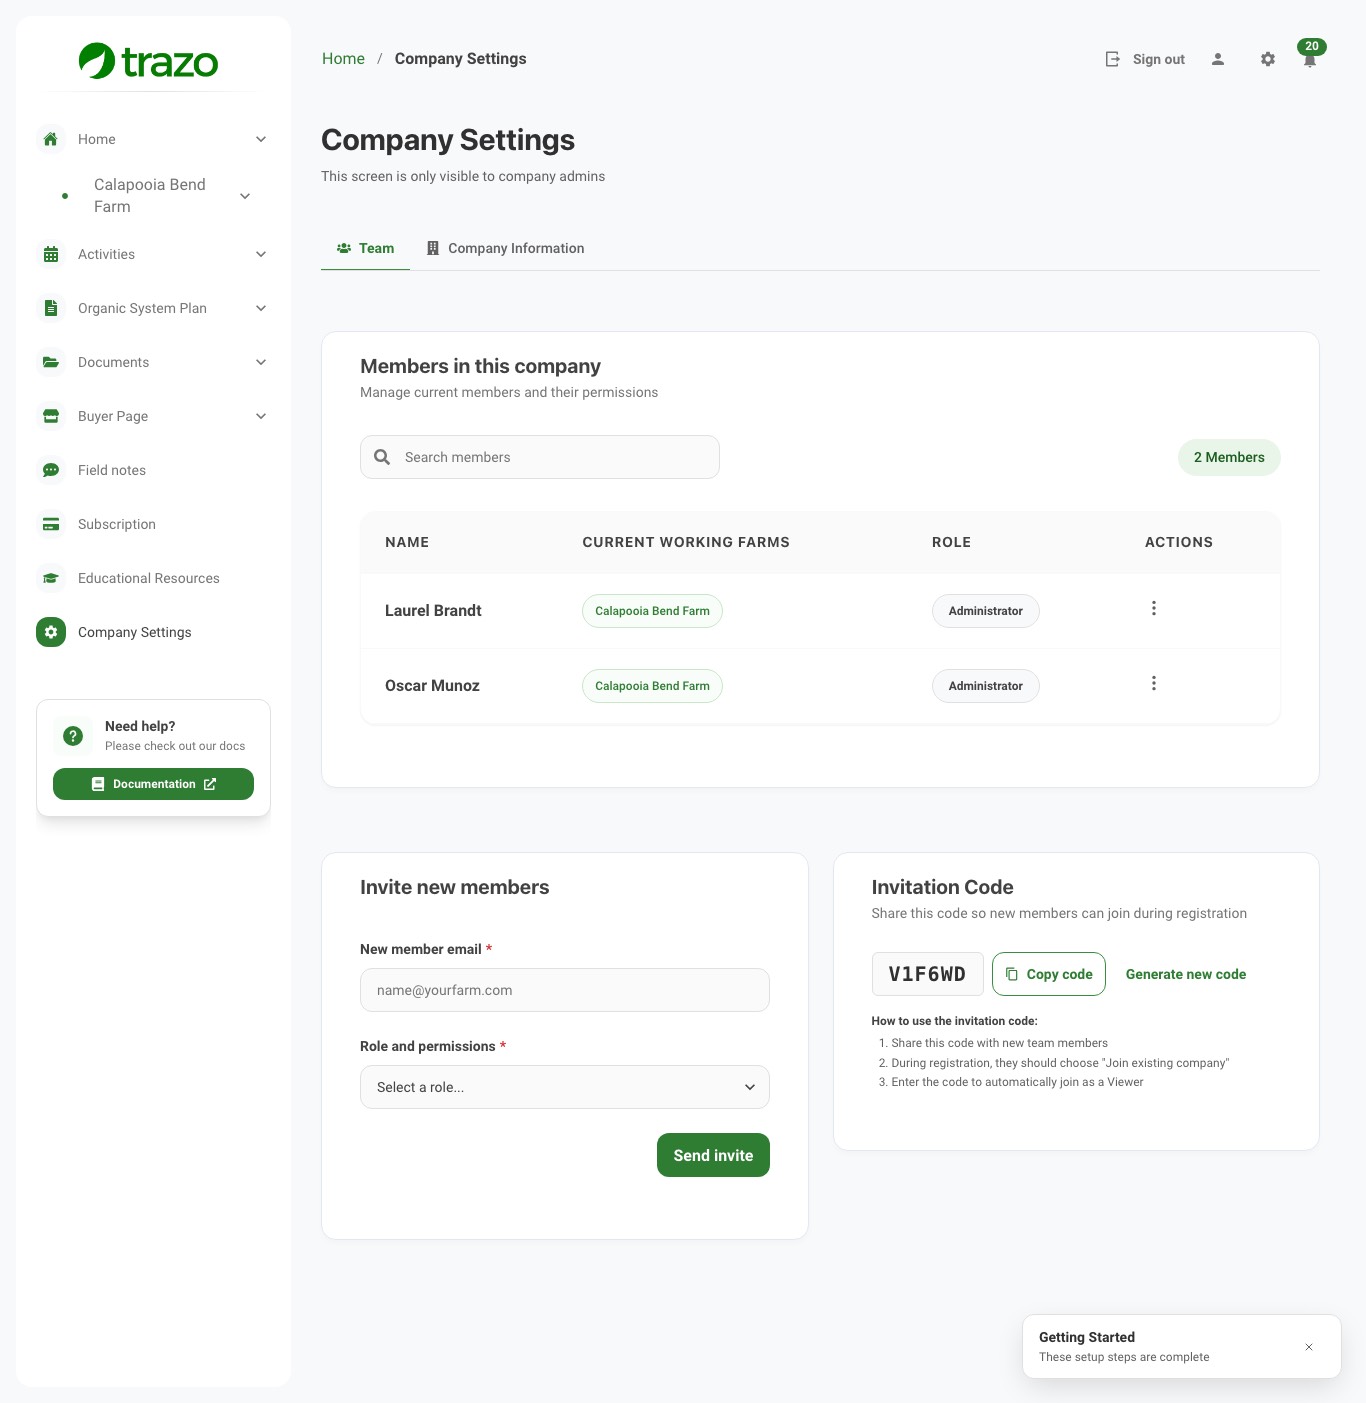 trazo
Home
Calapooia Bend
Farm
Activities
Organic System Plan
Documents
Buyer Page
Field notes
Subscription
Educational Resources
Company Settings
Need help?
Please check out our docs
Documentation
Home / Company Settings
Sign out
20
Company Settings
This screen is only visible to company admins
Team
Company Information
Members in this company
Manage current members and their permissions
Search members
2 Members
NAME CURRENT WORKING FARMS ROLE ACTIONS
Laurel Brandt Calapooia Bend Farm Administrator
Oscar Munoz Calapooia Bend Farm Administrator
Invite new members
New member email *
name@yourfarm.com
Role and permissions *
Select a role...
Send invite
Invitation Code
Share this code so new members can join during registration
V1F6WD Copy code Generate new code
How to use the invitation code:
1. Share this code with new team members
2. During registration, they should choose "Join existing company"
3. Enter the code to automatically join as a Viewer
Getting Started
These setup steps are complete